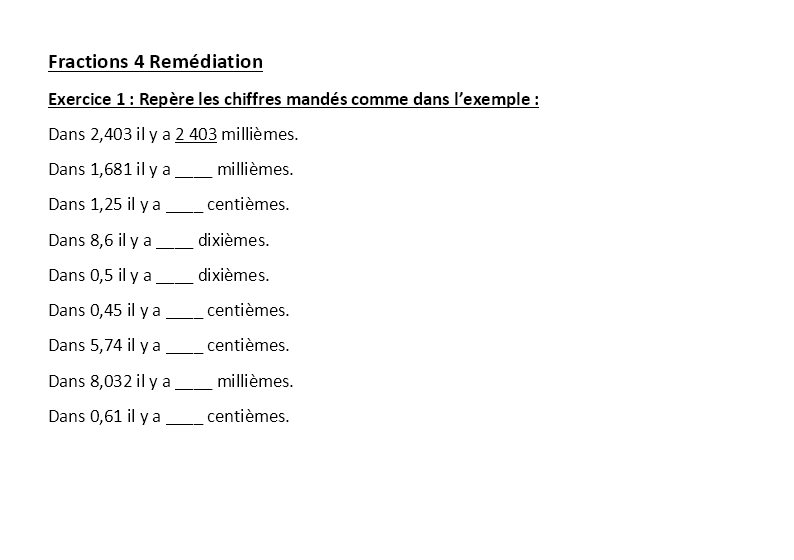 Fractions 4 Remédiation
Exercice 1 : Repère les chiffres mandés comme dans l’exemple :
Dans 2,403 il y a 2 403 millièmes.
Dans 1,681 il y a ____ millièmes.
Dans 1,25 il y a ____ centièmes.
Dans 8,6 il y a ____ dixièmes.
Dans 0,5 il y a ____ dixièmes.
Dans 0,45 il y a ____ centièmes.
Dans 5,74 il y a ____ centièmes.
Dans 8,032 il y a ____ millièmes.
Dans 0,61 il y a ____ centièmes.